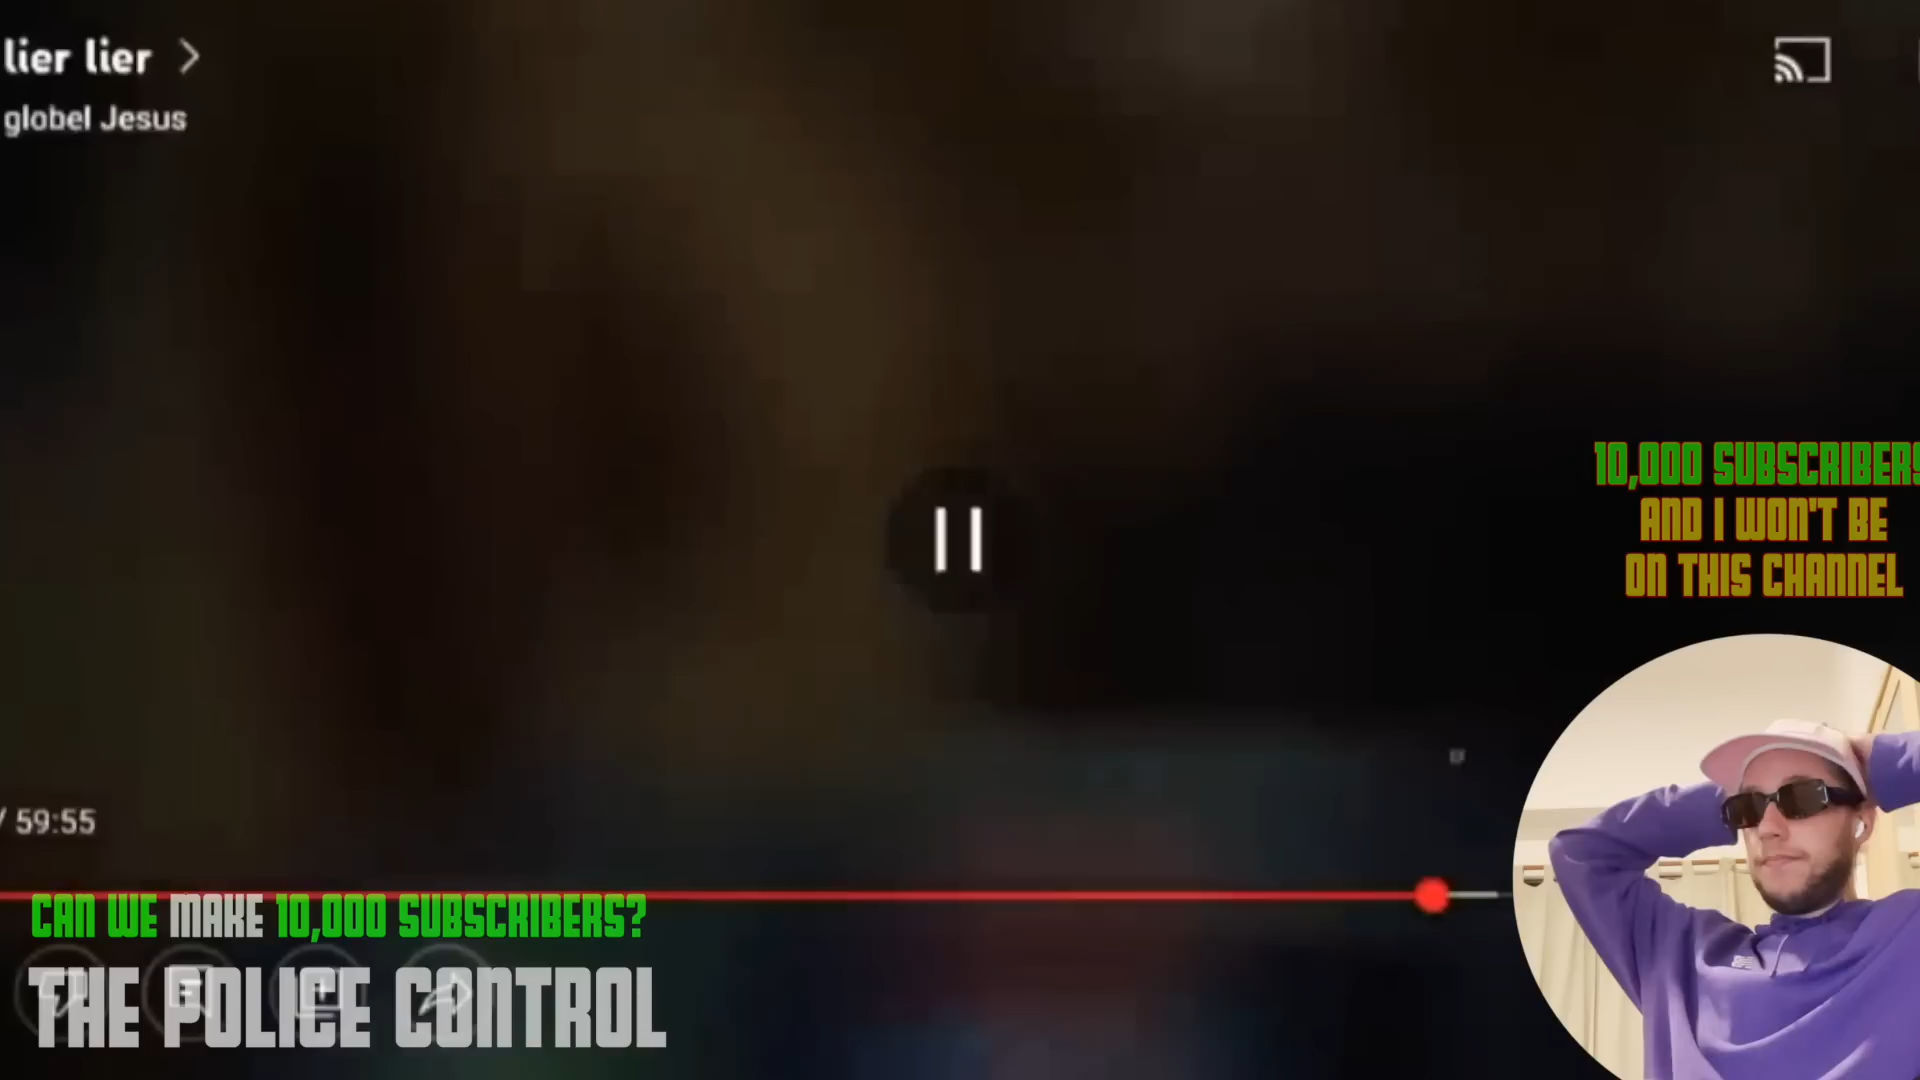 lier lier
globel Jesus
10,000 SUBSCRIBERS
AND I WON'T BE
ON THIS CHANNEL
/ 59:55
CAN WE MAKE 10,000 SUBSCRIBERS?
THE POLICE CONTROL